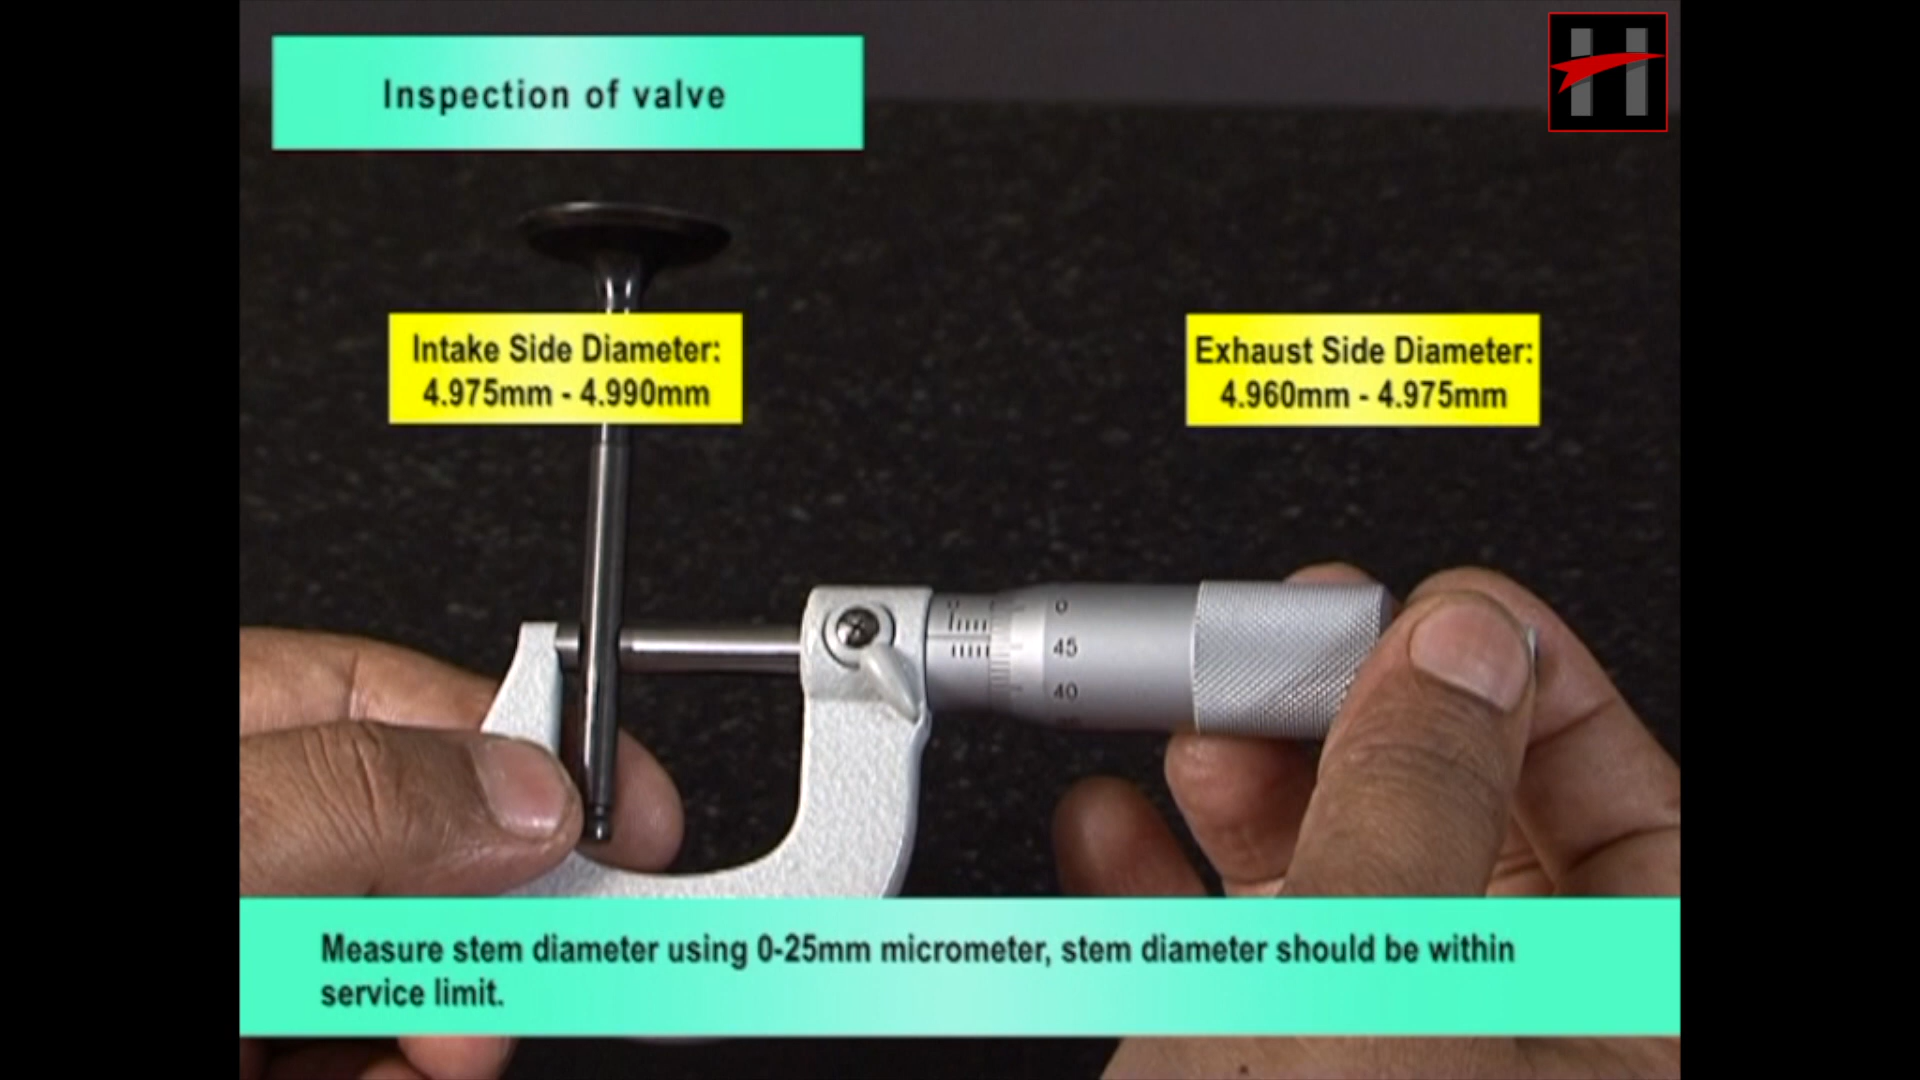 Inspection of valve
Intake Side Diameter:
4.975mm - 4.990mm
Exhaust Side Diameter:
4.960mm - 4.975mm
0
0
45
40
Measure stem diameter using 0-25mm micrometer, stem diameter should be within
service limit.